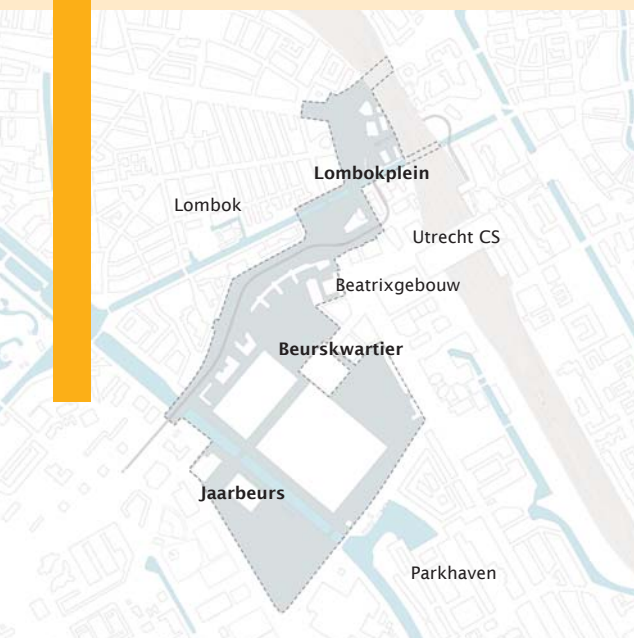 Lombokplein
Lombok
Utrecht CS
Beatrixgebouw
Beurskwartier
Jaarbeurs
Parkhaven